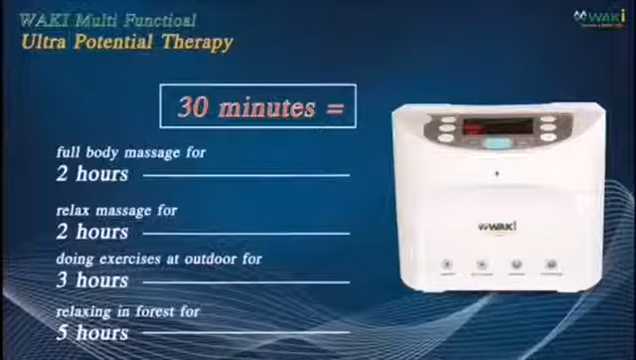 WAKI Multi Functioal
Ultra Potential Therapy
WAKi
30 minutes =
full body massage for
2 hours
relax massage for
2 hours
doing exercises at outdoor for
3 hours
relaxing in forest for
5 hours
WAKi